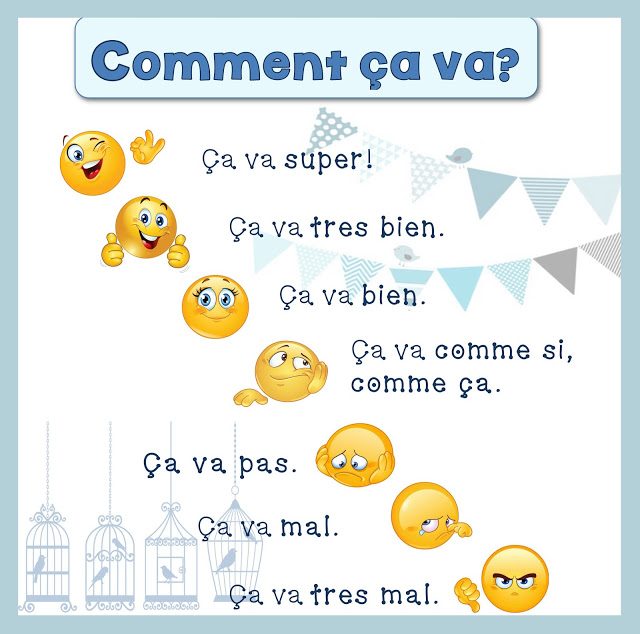 Comment ça va?
Ça va super!
Ça va tres bien.
Ça va bien.
Ça va comme si,
comme ça.
Ça va pas.
Ça va mal.
Ça va tres mal.